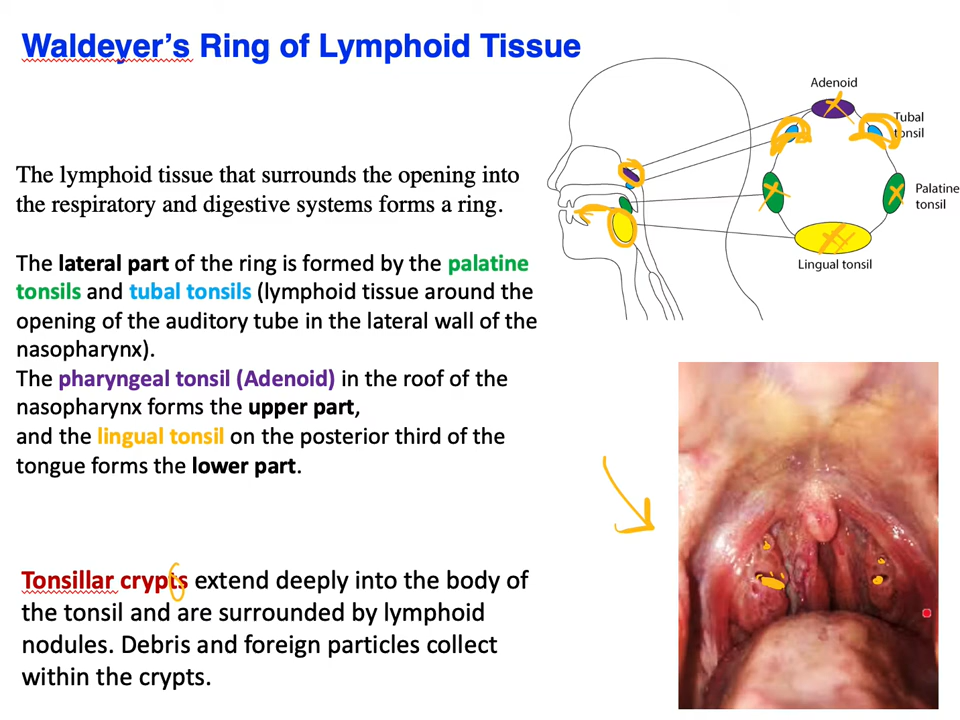 Waldeyer's Ring of Lymphoid Tissue
Adenoid
Tubal
tonsil
The lymphoid tissue that surrounds the opening into
the respiratory and digestive systems forms a ring.
Palatine
tonsil
Lingual tonsil
The lateral part of the ring is formed by the palatine
tonsils and tubal tonsils (lymphoid tissue around the
opening of the auditory tube in the lateral wall of the
nasopharynx).
The pharyngeal tonsil (Adenoid) in the roof of the
nasopharynx forms the upper part,
and the lingual tonsil on the posterior third of the
tongue forms the lower part.
Tonsillar crypts extend deeply into the body of
the tonsil and are surrounded by lymphoid
nodules. Debris and foreign particles collect
within the crypts.